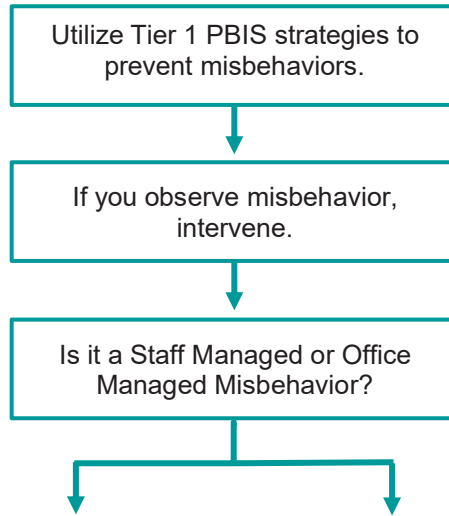 Utilize Tier 1 PBIS strategies to
prevent misbehaviors.
If you observe misbehavior,
intervene.
Is it a Staff Managed or Office
Managed Misbehavior?